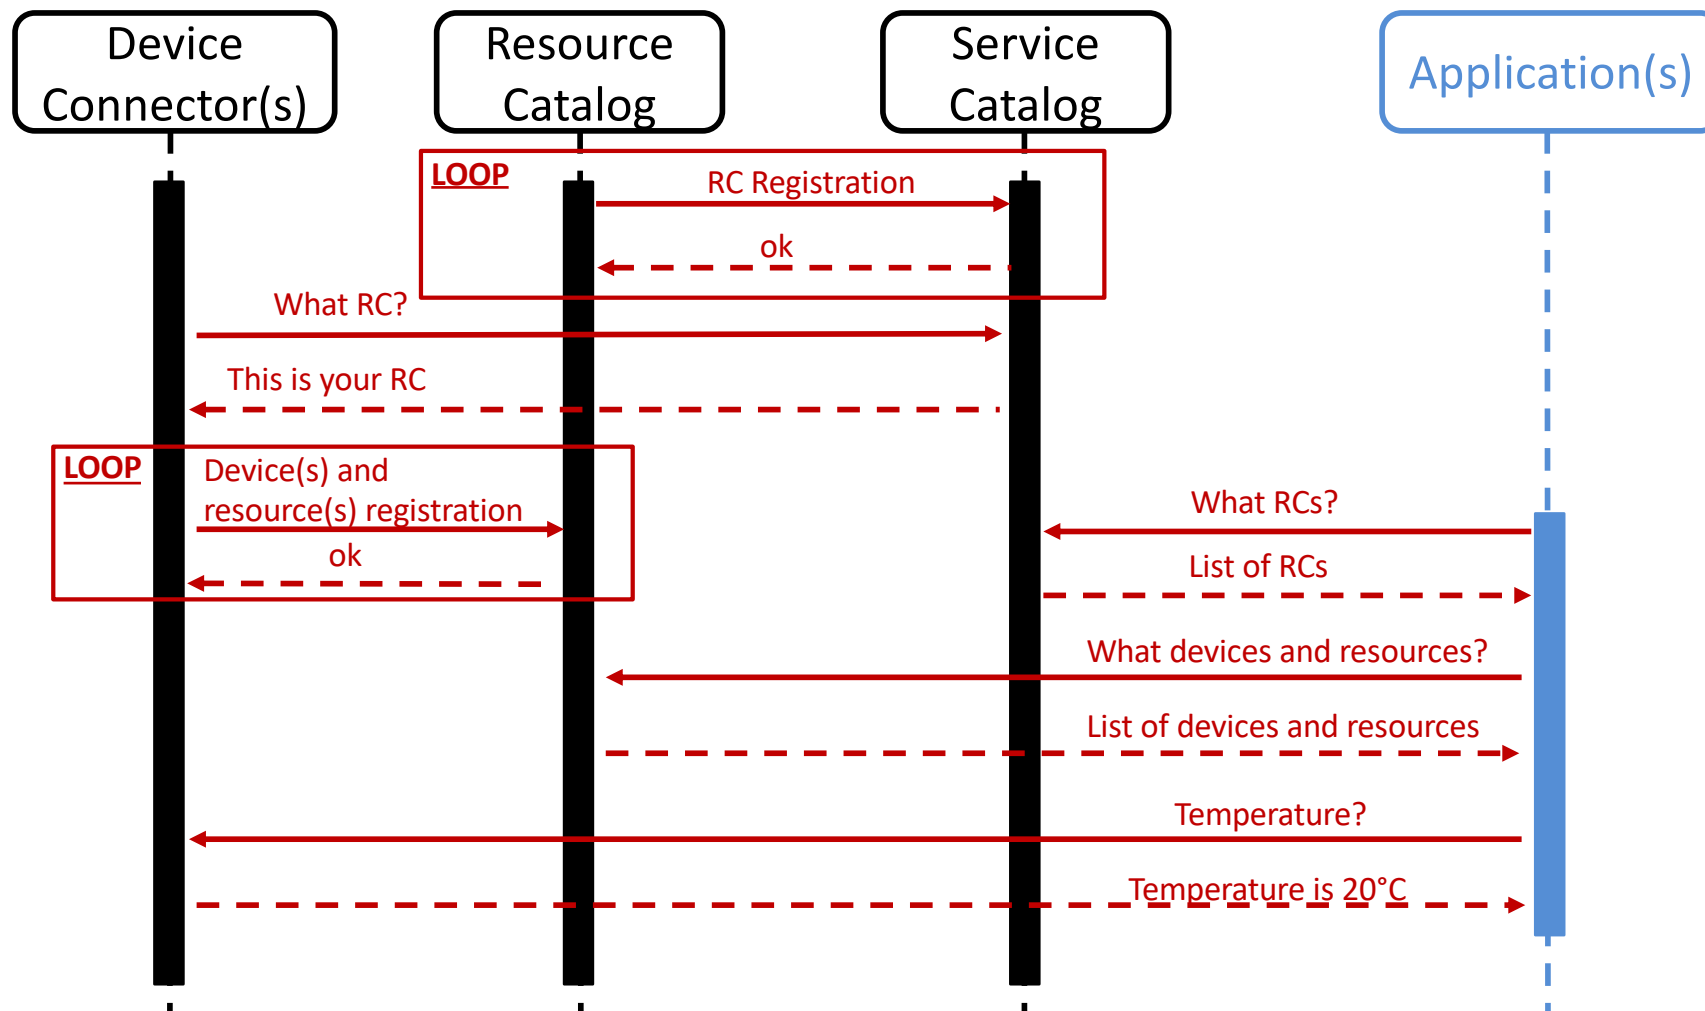 Device
Connector(s)
Resource
Catalog
Service
Catalog
Application(s)
LOOP
RC Registration
ok
What RC?
This is your RC
LOOP
Device(s) and
resource(s) registration
ok
What RCs?
List of RCs
What devices and resources?
List of devices and resources
Temperature?
Temperature is 20°C